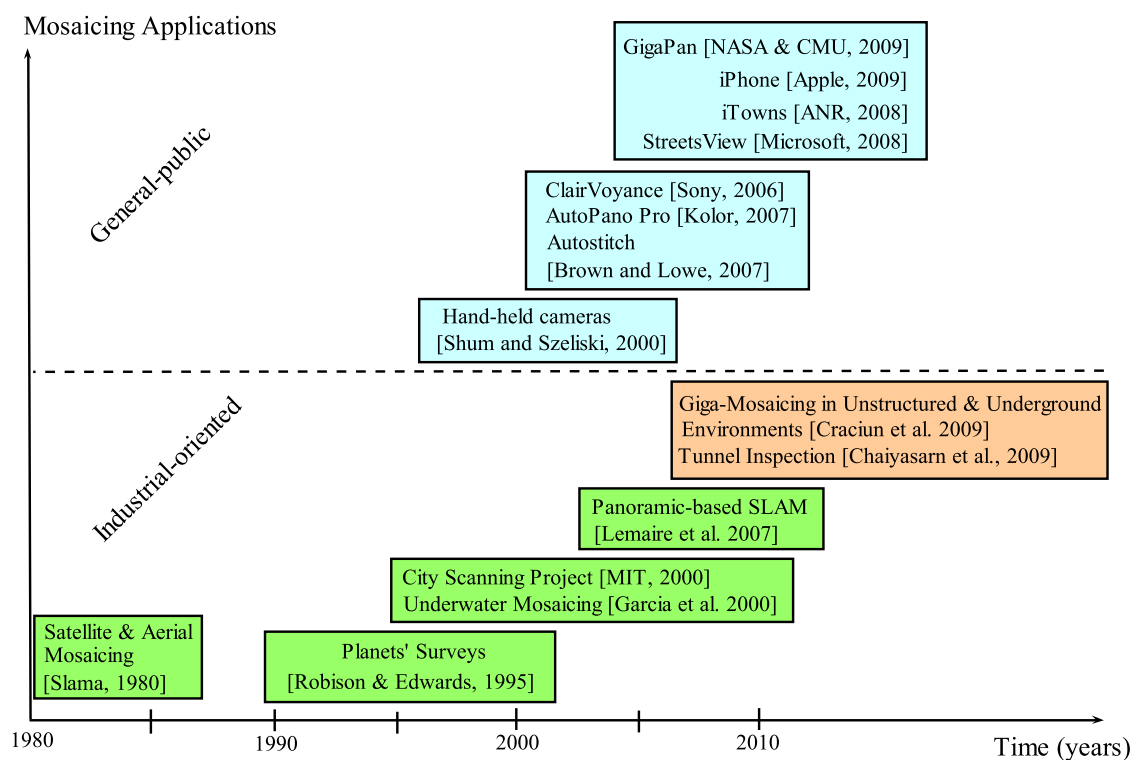 Mosaicing Applications
GigaPan [NASA & CMU, 2009]
iPhone [Apple, 2009]
iTowns [ANR, 2008]
StreetsView [Microsoft, 2008]
General-public
ClairVoyance [Sony, 2006]
AutoPano Pro [Kolor, 2007]
Autostitch
[Brown and Lowe, 2007]
Hand-held cameras
[Shum and Szeliski, 2000]
Industrial-oriented
Giga-Mosaicing in Unstructured & Underground
Environments [Craciun et al. 2009]
Tunnel Inspection [Chaiyasarn et al., 2009]
Panoramic-based SLAM
[Lemaire et al. 2007]
City Scanning Project [MIT, 2000]
Underwater Mosaicing [Garcia et al. 2000]
Satellite & Aerial
Mosaicing
[Slama, 1980]
Planets' Surveys
[Robison & Edwards, 1995]
1980
1990
2000
2010
Time (years)